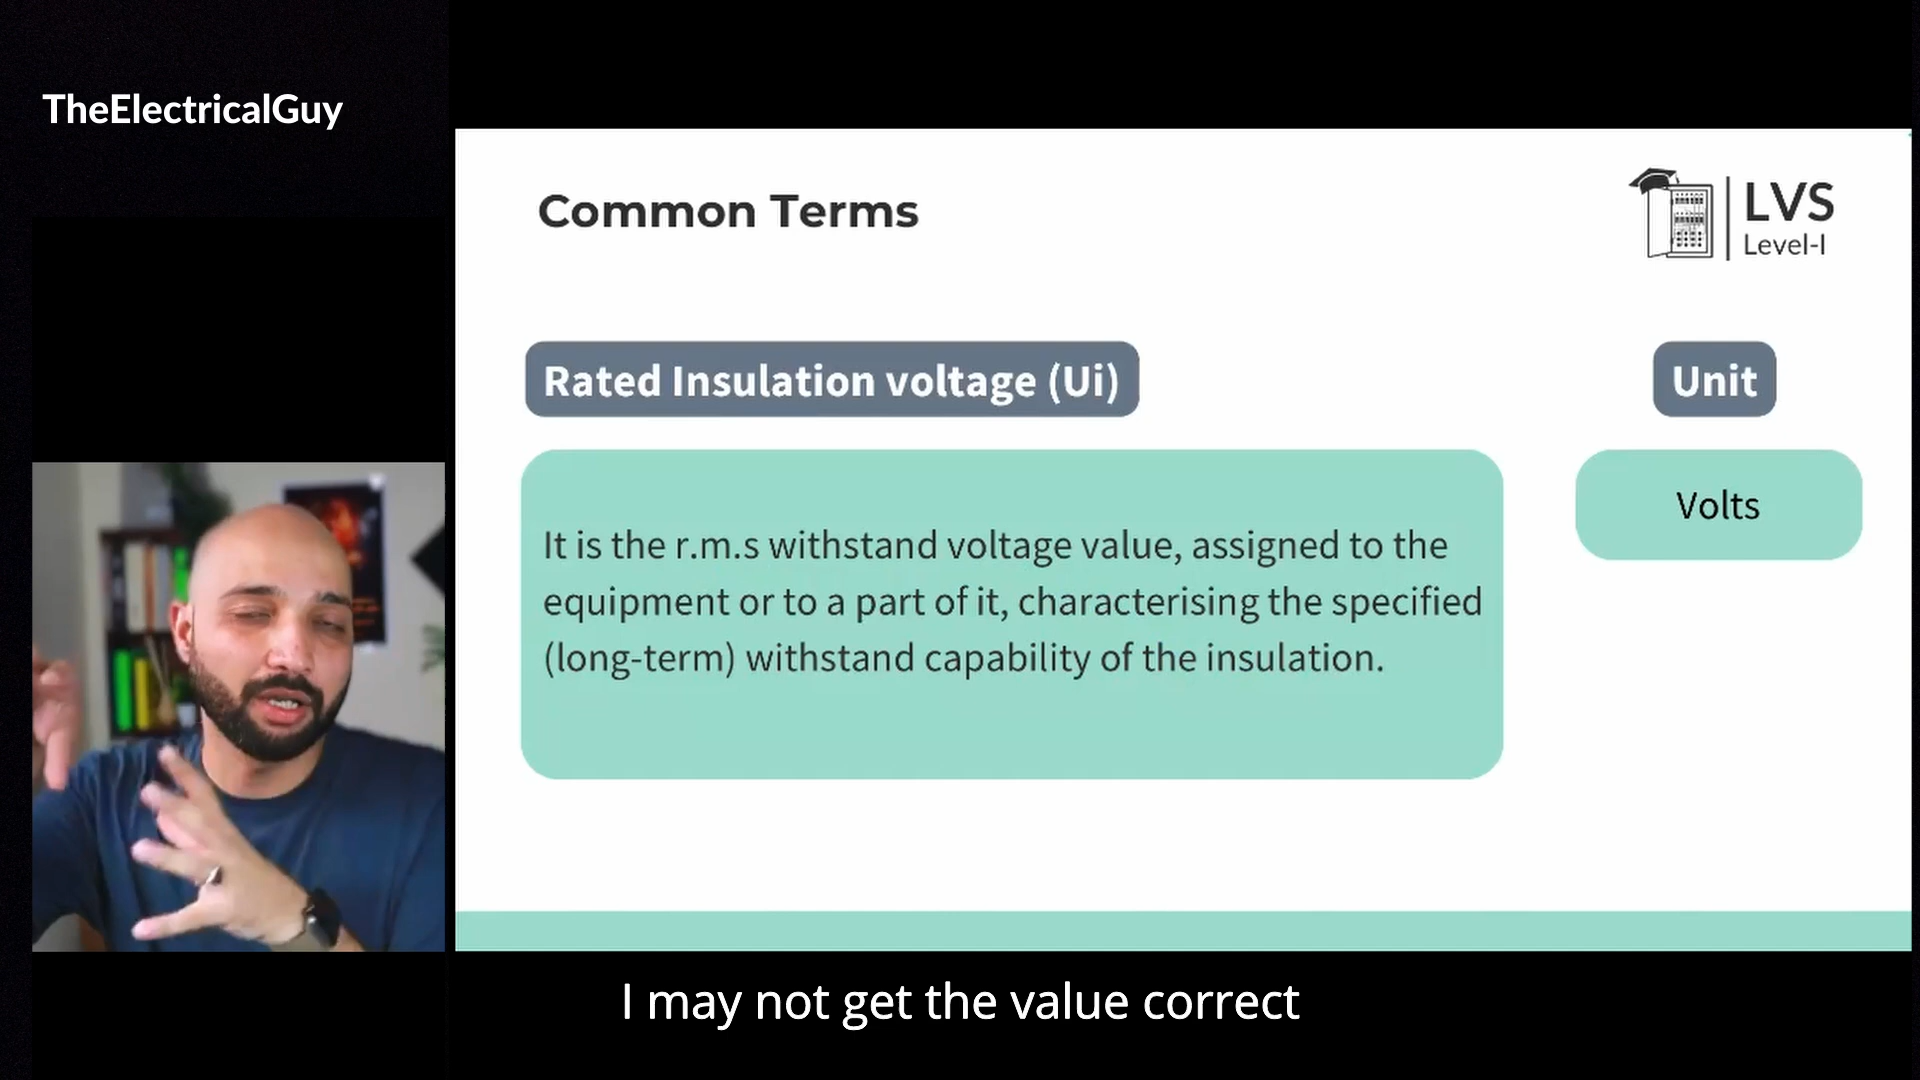 TheElectricalGuy
Common Terms
LVS
Level-I
Rated Insulation voltage (Ui)
Unit
It is the r.m.s withstand voltage value, assigned to the
equipment or to a part of it, characterising the specified
(long-term) withstand capability of the insulation.
Volts
I may not get the value correct